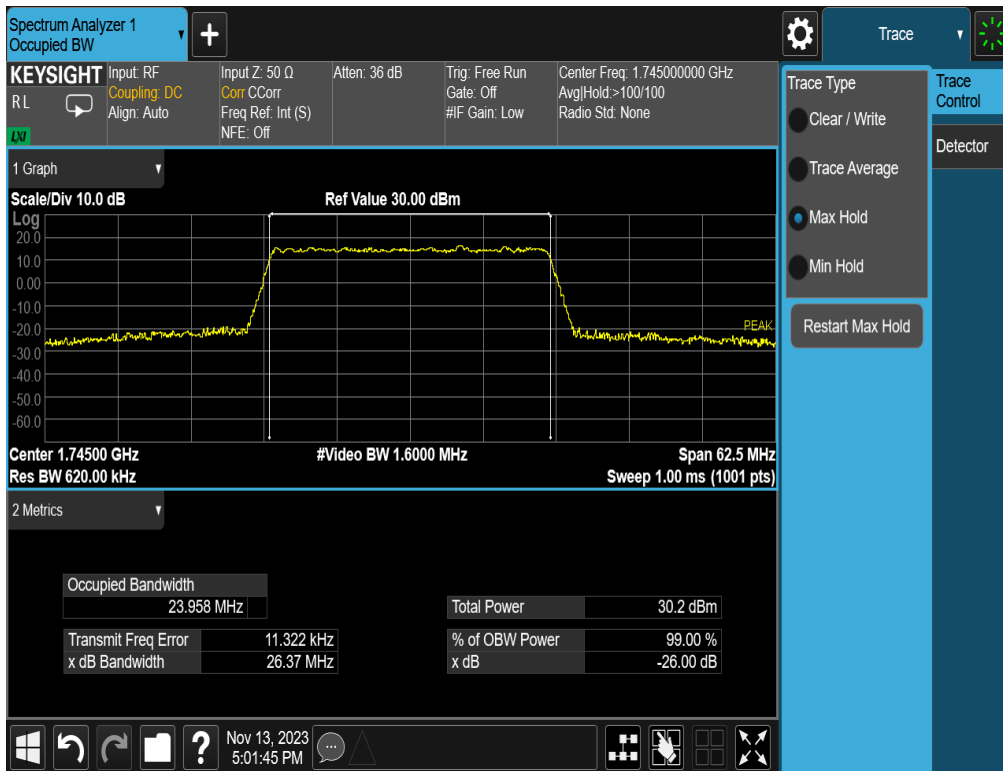 Spectrum Analyzer 1
Occupied BW
+
Trace
KEYSIGHT
R L
LXI
Input: RF
Coupling: DC
Align: Auto
Input Z: 50 Ω
Corr CCorr
Freq Ref: Int (S)
NFE: Off
Atten: 36 dB
Trig: Free Run
Gate: Off
#IF Gain: Low
Center Freq: 1.745000000 GHz
Avg|Hold:>100/100
Radio Std: None
Trace Type
Clear / Write
Trace Average
Max Hold
Min Hold
Restart Max Hold
Trace
Control
Detector
1 Graph
Scale/Div 10.0 dB
Ref Value 30.00 dBm
Log
20.0
10.0
0.00
-10.0
-20.0
-30.0
-40.0
-50.0
-60.0
PEAK
Center 1.74500 GHz
#Video BW 1.6000 MHz
Span 62.5 MHz
Res BW 620.00 kHz
Sweep 1.00 ms (1001 pts)
2 Metrics
Occupied Bandwidth
23.958 MHz
Total Power 30.2 dBm
Transmit Freq Error 11.322 kHz
% of OBW Power 99.00 %
x dB Bandwidth 26.37 MHz
x dB -26.00 dB
?
Nov 13, 2023
5:01:45 PM